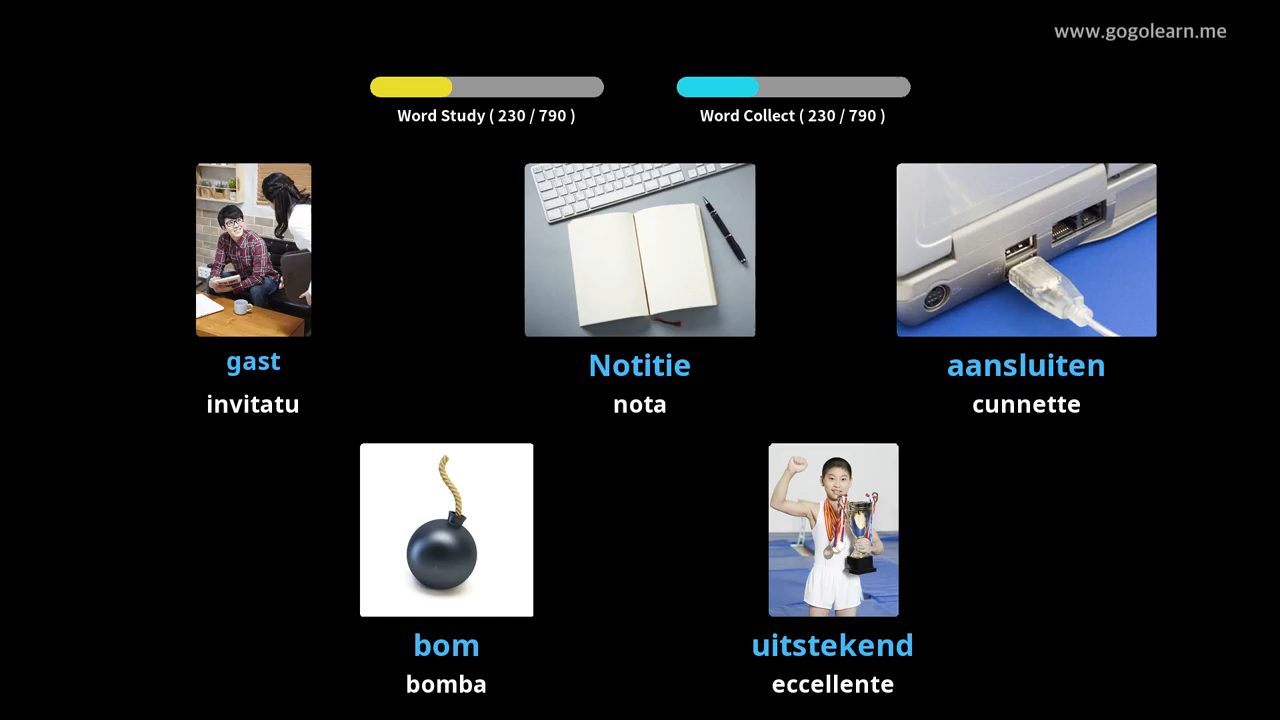 www.gogolearn.me
Word Study ( 230 / 790 )
Word Collect ( 230 / 790 )
gast
invitatu
Notitie
nota
aansluiten
cunnette
bom
bomba
uitstekend
eccellente